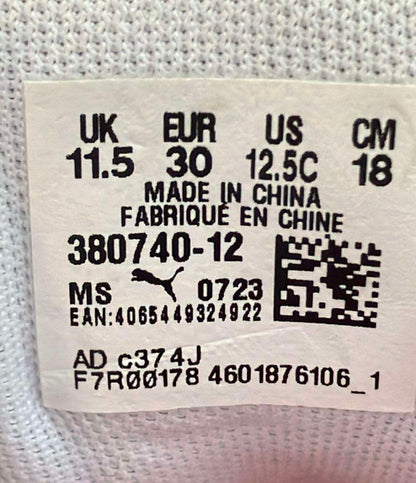 UK EUR US CM
11.5 30 12.5C 18
MADE IN CHINA
FABRIQUÉ EN CHINE
380740-12
MS 0723
EAN:4065449324922
AD c374J
F7R00178 4601876106_1